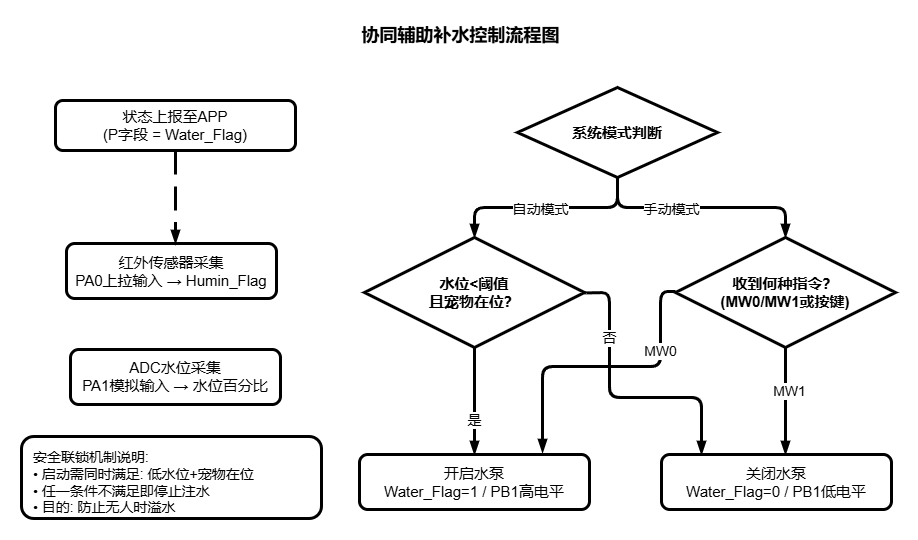 协同辅助补水控制流程图
状态上报至APP
(P字段 = Water_Flag)
系统模式判断
自动模式
手动模式
红外传感器采集
PA0上拉输入 → Humin_Flag
水位<阈值
且宠物在位?
收到何种指令?
(MW0/MW1或按键)
否
MW0
ADC水位采集
PA1模拟输入 → 水位百分比
MW1
是
安全联锁机制说明:
• 启动需同时满足: 低水位+宠物在位
• 任一条件不满足即停止注水
• 目的: 防止无人时溢水
开启水泵
Water_Flag=1 / PB1高电平
关闭水泵
Water_Flag=0 / PB1低电平